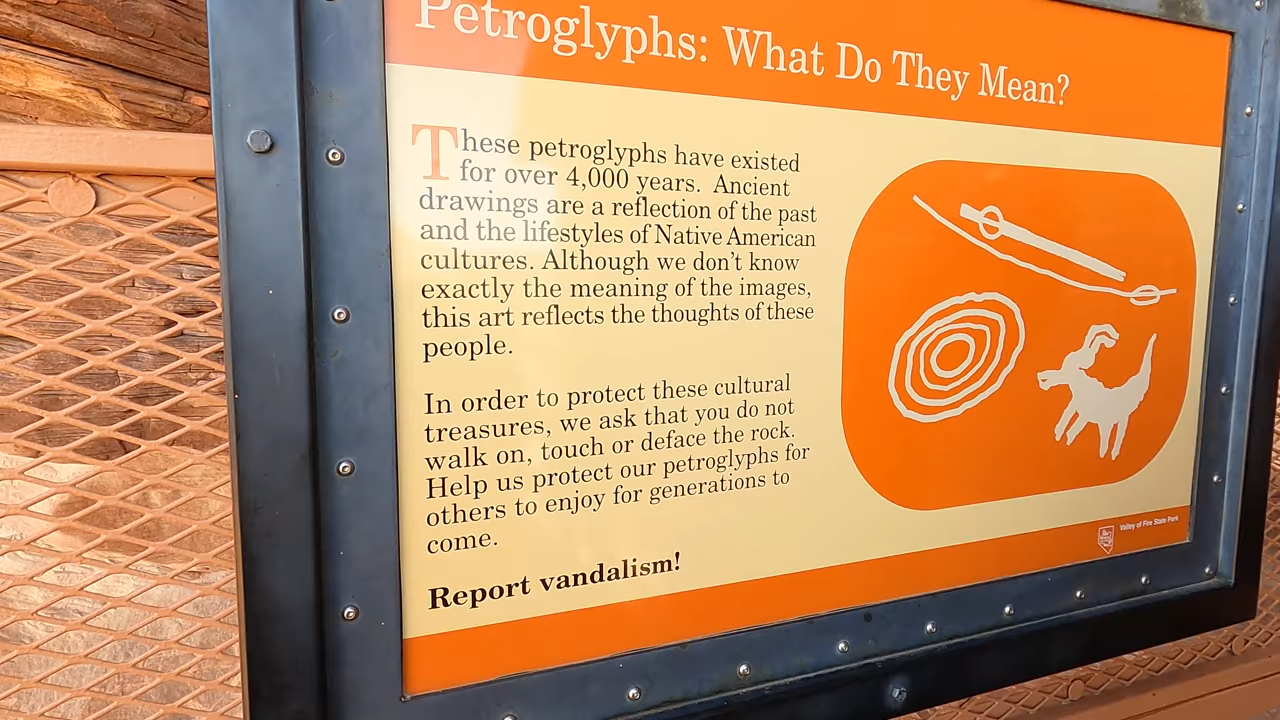 Petroglyphs: What Do They Mean?
These petroglyphs have existed
for over 4,000 years. Ancient
drawings are a reflection of the past
and the lifestyles of Native American
cultures. Although we don't know
exactly the meaning of the images,
this art reflects the thoughts of these
people.
In order to protect these cultural
treasures, we ask that you do not
walk on, touch or deface the rock.
Help us protect our petroglyphs for
others to enjoy for generations to
come.
Report vandalism!
Valley of Fire State Park